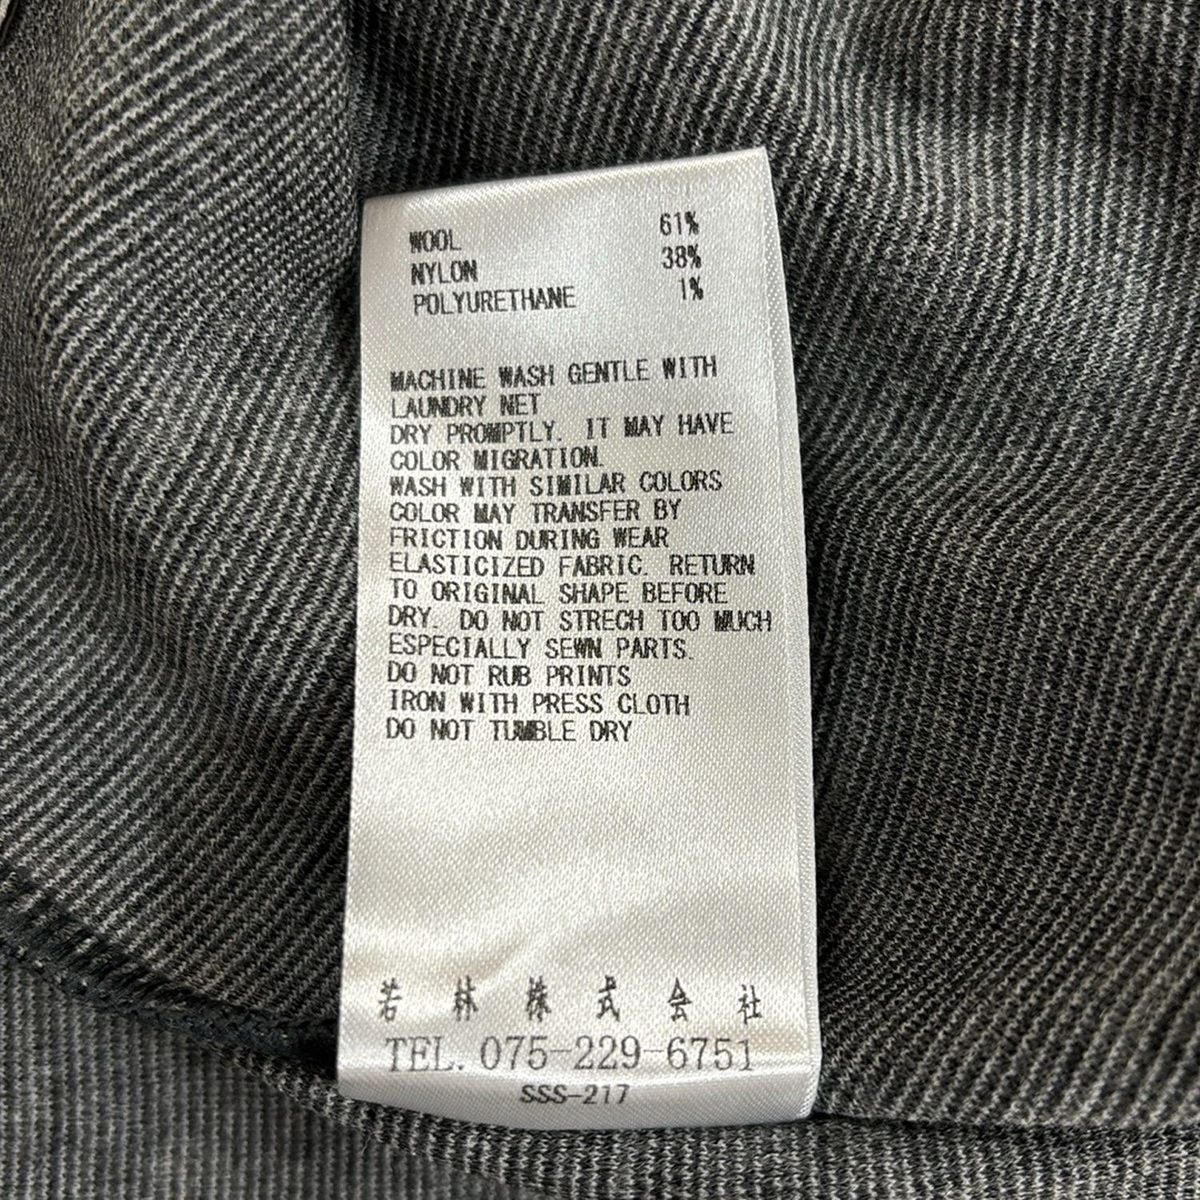 WOOL 61%
NYLON 38%
POLYURETHANE 1%
MACHINE WASH GENTLE WITH
LAUNDRY NET
DRY PROMPTLY. IT MAY HAVE
COLOR MIGRATION.
WASH WITH SIMILAR COLORS
COLOR MAY TRANSFER BY
FRICTION DURING WEAR
ELASTICIZED FABRIC. RETURN
TO ORIGINAL SHAPE BEFORE
DRY. DO NOT STRECH TOO MUCH
ESPECIALLY SEWN PARTS.
DO NOT RUB PRINTS
IRON WITH PRESS CLOTH
DO NOT TUMBLE DRY
若林株式会社
TEL. 075-229-6751
SSS-217